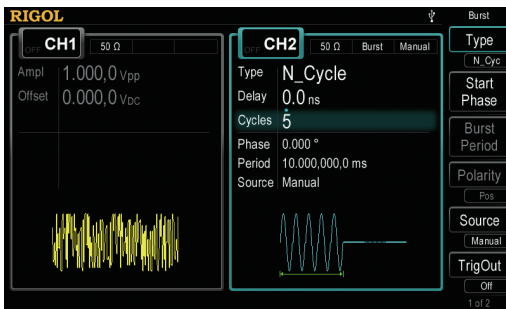 RIGOL
Burst
OFF CH1 50 Ω
Ampl 1.000,0 VPP
Offset 0.000,0 VDC
OFF CH2 50 Ω Burst Manual
Type N_Cycle
Delay 0.0 ns
Cycles 5
Phase 0.000 °
Period 10.000,000,0 ms
Source Manual
Type
N_Cyc
Start
Phase
Burst
Period
Polarity
Pos
Source
Manual
TrigOut
Off
1 of 2